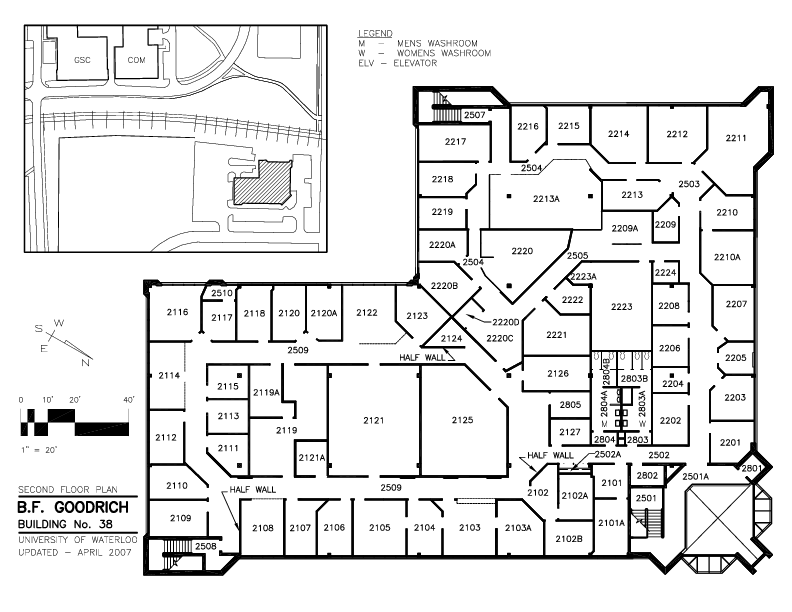 GSC
COM
LEGEND
M — MENS WASHROOM
W — WOMENS WASHROOM
ELV — ELEVATOR
2507
2216
2215
2214
2212
2211
2217
2504
2218
2503
2213
2213A
2219
2210
2209
2209A
2220A
2220
2505
2210A
2504
2223A
2224
2220B
2222
2223
2208
2207
2510
2116
2117
2118
2120
2120A
2122
2123
2220D
2220C
2221
2124
2206
2205
HALF WALL
2509
2114
2115
2119A
2121
2125
2126
2804B
2803B
2204
2203
2113
2805
2804A
2803A
M
W
2202
2119
2127
2112
2111
2121A
2804
2803
2201
HALF WALL
2502A
2502
2801
2110
2509
2102
2101
2802
2501A
HALF WALL
2102A
2501
2109
2108
2107
2106
2105
2104
2103
2103A
2101A
2102B
2508
S
W
E
N
0
10'
20'
40'
1" = 20'
SECOND FLOOR PLAN
B.F. GOODRICH
BUILDING No. 38
UNIVERSITY OF WATERLOO
UPDATED — APRIL 2007